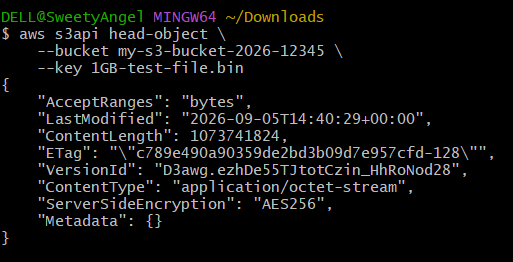 DELL@SweetyAngel MINGW64 ~/Downloads
$ aws s3api head-object \
    --bucket my-s3-bucket-2026-12345 \
    --key 1GB-test-file.bin
{
    "AcceptRanges": "bytes",
    "LastModified": "2026-09-05T14:40:29+00:00",
    "ContentLength": 1073741824,
    "ETag": "\"c789e490a90359de2bd3b09d7e957cfd-128\"",
    "VersionId": "D3awg.ezhDe55TJtotCzin_HhRoNod28",
    "ContentType": "application/octet-stream",
    "ServerSideEncryption": "AES256",
    "Metadata": {}
}